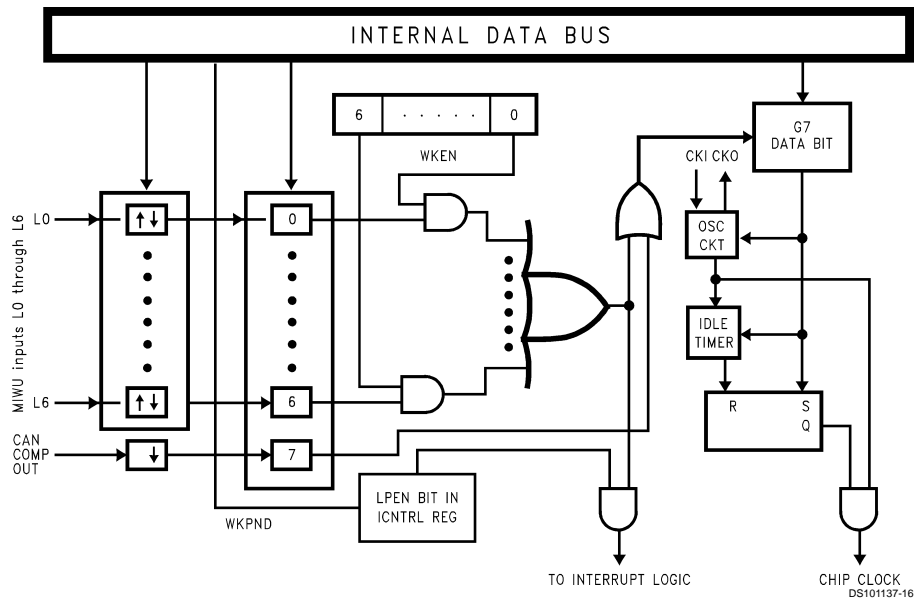 INTERNAL DATA BUS
6 . . . . . 0
WKEN
G7
DATA BIT
CKI CKO
OSC
CKT
IDLE
TIMER
R S
Q
MIWU inputs L0 through L6
L0
↑↓
0
L6
↑↓
6
CAN
COMP
OUT
↓
7
WKPND
LPEN BIT IN
ICNTRL REG
TO INTERRUPT LOGIC
CHIP CLOCK
DS101137-16